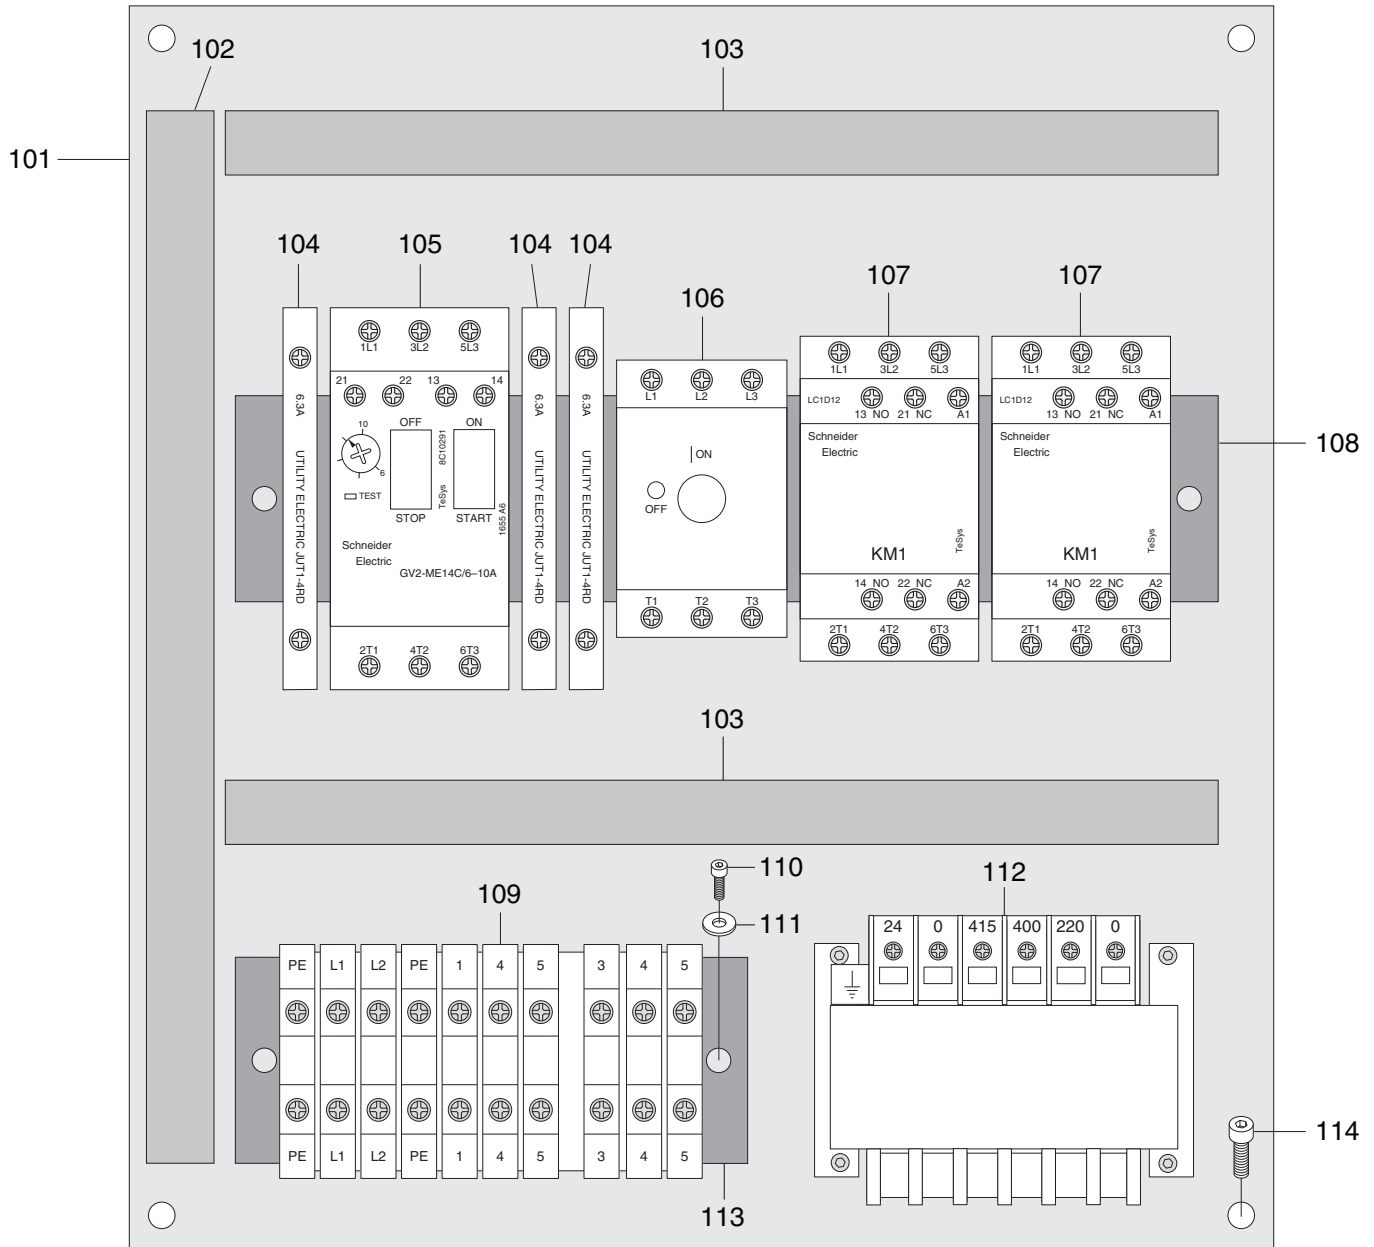 102
103
101
104
105
104
104
106
107
107
1L1 3L2 5L3
21 22 13 14
10
6
TEST
OFF
STOP
ON
START
TeSys 8C10291
1655 A6
Schneider
Electric
GV2-ME14C/6–10A
2T1 4T2 6T3
6.3A UTILITY ELECTRIC JUT1-4RD
6.3A UTILITY ELECTRIC JUT1-4RD
6.3A UTILITY ELECTRIC JUT1-4RD
L1 L2 L3
ON
OFF
T1 T2 T3
1L1 3L2 5L3
LC1D12
13 NO 21 NC A1
Schneider
Electric
TeSys
KM1
14 NO 22 NC A2
2T1 4T2 6T3
1L1 3L2 5L3
LC1D12
13 NO 21 NC A1
Schneider
Electric
TeSys
KM1
14 NO 22 NC A2
2T1 4T2 6T3
108
103
110
111
109
112
PE L1 L2 PE 1 4 5 3 4 5
PE L1 L2 PE 1 4 5 3 4 5
24 0 415 400 220 0
114
113